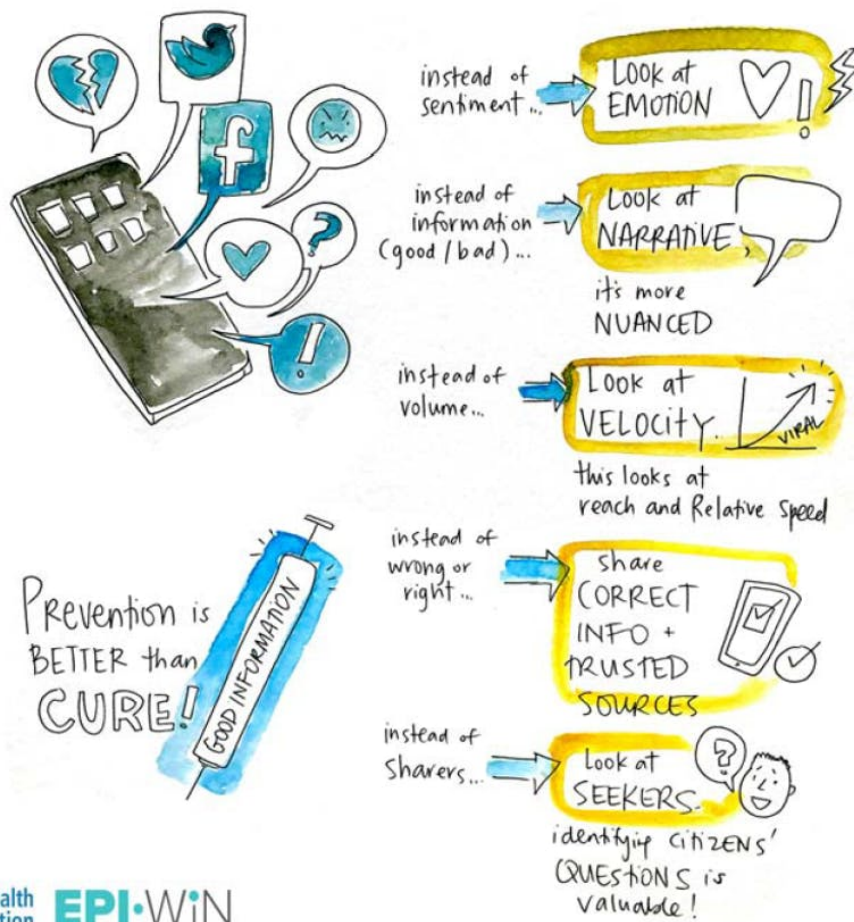 instead of
sentiment...
Look at
EMOTION
instead of
information
(good/bad)...
Look at
NARRATIVE
it's more
NUANCED
instead of
volume...
Look at
VELOCITY.
VIRAL
this looks at
reach and Relative Speed
Prevention is
BETTER than
CURE!
GOOD INFORMATION
instead of
wrong or
right...
share
CORRECT
INFO +
TRUSTED
SOURCES
instead of
Sharers...
Look at
SEEKERS.
?
identifying CITIZENS'
QUESTIONS is
valuable!
alth
tion
EPI·WiN